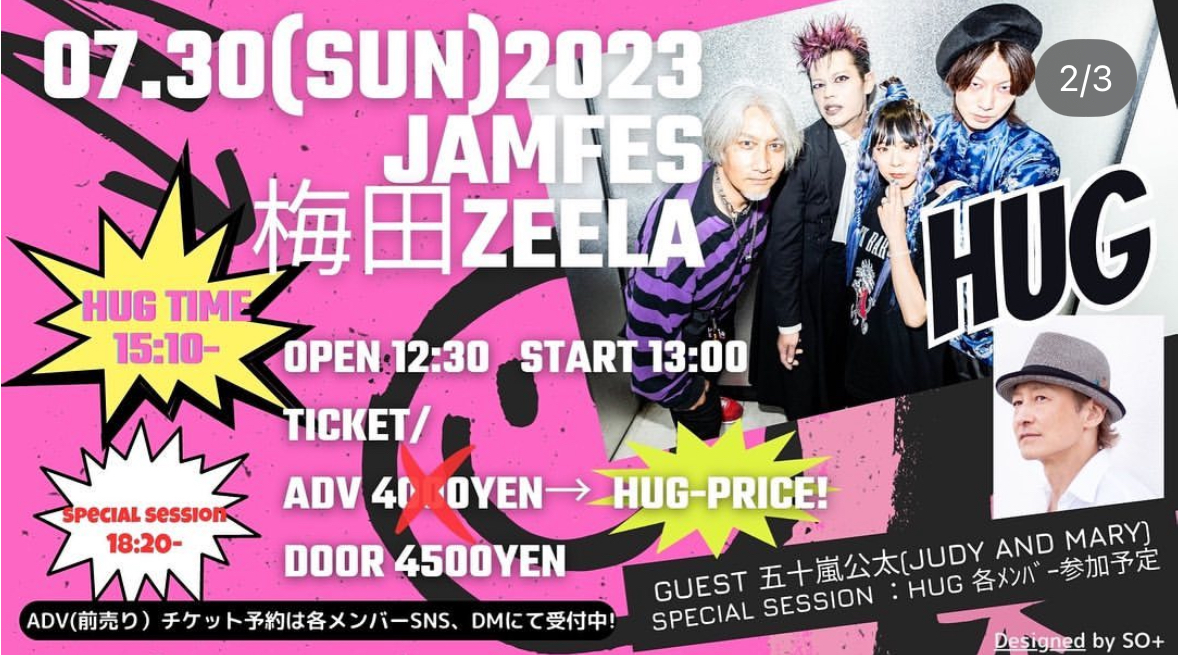 07.30(SUN)2023
JAMFES
梅田ZEELA
2/3
HUG
HUG TIME
15:10-
OPEN 12:30 START 13:00
TICKET/
ADV 4000YEN→ HUG-PRICE!
DOOR 4500YEN
SPECIAL SESSION
18:20-
GUEST 五十嵐公太(JUDY AND MARY)
SPECIAL SESSION ：HUG 各ﾒﾝﾊﾞｰ参加予定
ADV(前売り）チケット予約は各メンバーSNS、DMにて受付中!
Designed by SO+